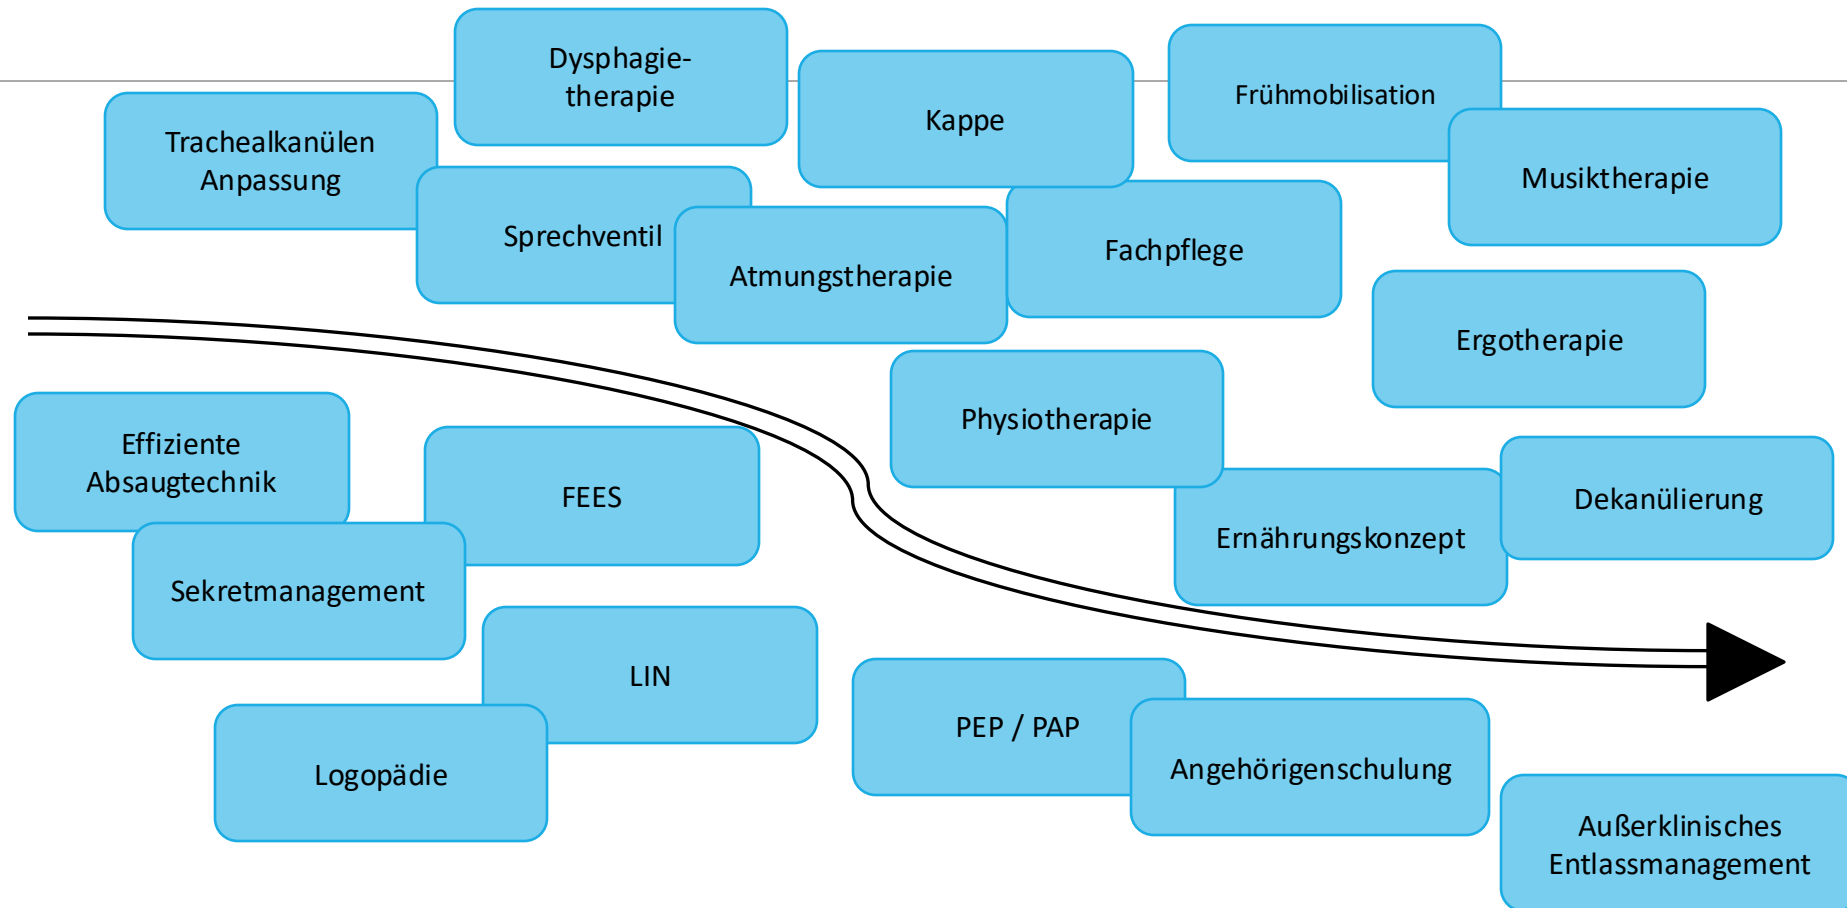 Dysphagie-
therapie
Kappe
Frühmobilisation
Trachealkanülen
Anpassung
Musiktherapie
Sprechventil
Atmungstherapie
Fachpflege
Ergotherapie
Physiotherapie
Effiziente
Absaugtechnik
FEES
Dekanülierung
Ernährungskonzept
Sekretmanagement
LIN
PEP / PAP
Logopädie
Angehörigenschulung
Außerklinisches
Entlassmanagement